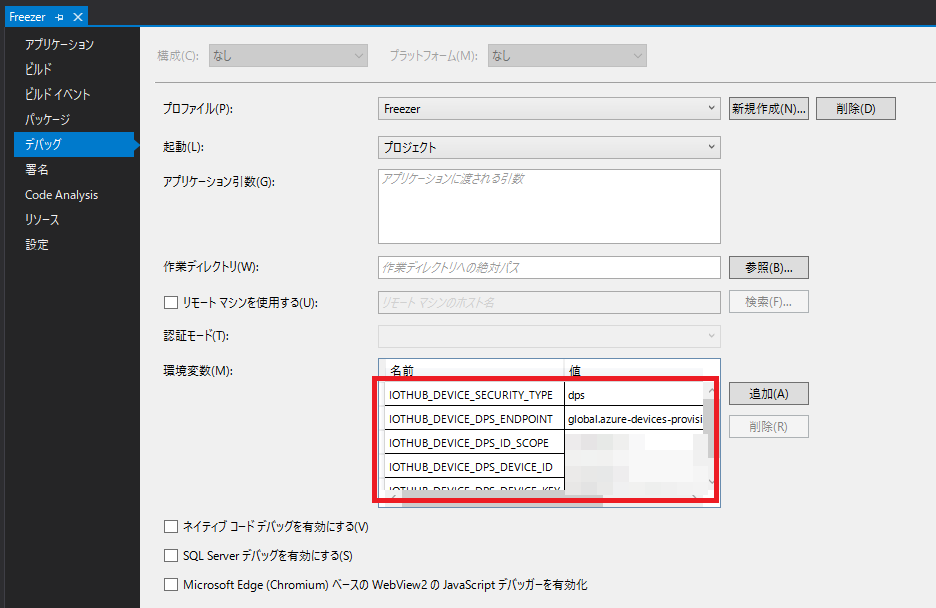 Freezer
アプリケーション
ビルド
ビルド イベント
パッケージ
デバッグ
署名
Code Analysis
リソース
設定
構成(C): なし プラットフォーム(M): なし
プロファイル(P): Freezer 新規作成(N)... 削除(D)
起動(L): プロジェクト
アプリケーション引数(G): アプリケーションに渡される引数
作業ディレクトリ(W): 作業ディレクトリへの絶対パス 参照(B)...
リモート マシンを使用する(U): リモート マシンのホスト名 検索(F)...
認証モード(T):
環境変数(M): 名前 値
IOTHUB_DEVICE_SECURITY_TYPE dps 追加(A)
IOTHUB_DEVICE_DPS_ENDPOINT global.azure-devices-provisi 削除(R)
IOTHUB_DEVICE_DPS_ID_SCOPE
IOTHUB_DEVICE_DPS_DEVICE_ID
IOTHUB_DEVICE_DPS_DEVICE_KEY
ネイティブ コード デバッグを有効にする(V)
SQL Server デバッグを有効にする(S)
Microsoft Edge (Chromium) ベースの WebView2 の JavaScript デバッガーを有効化